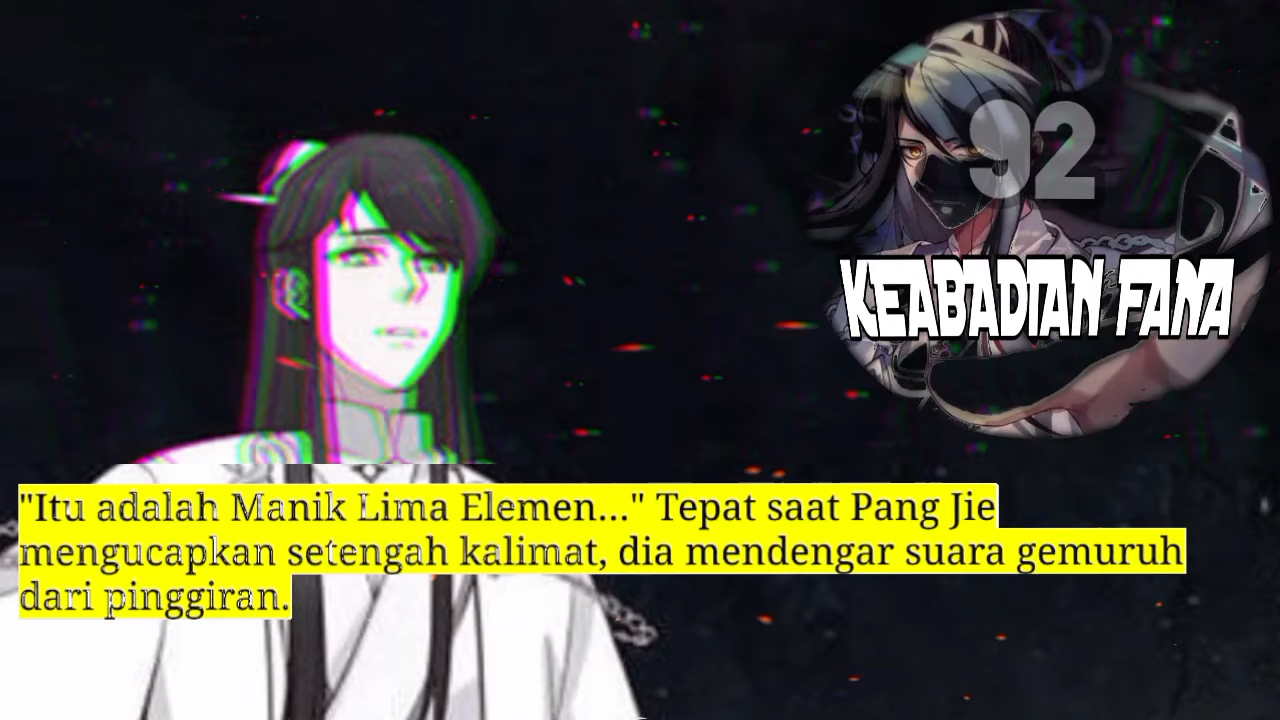 92
KEABADIAN FANA
"Itu adalah Manik Lima Elemen..." Tepat saat Pang Jie
mengucapkan setengah kalimat, dia mendengar suara gemuruh
dari pinggiran.